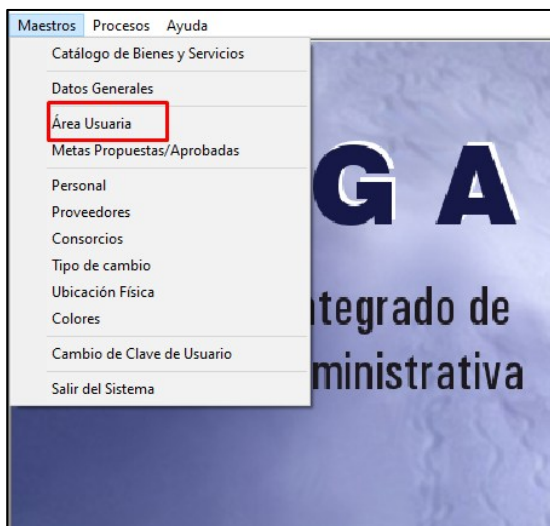 Maestros Procesos Ayuda
Catálogo de Bienes y Servicios
Datos Generales
Área Usuaria
Metas Propuestas/Aprobadas
Personal
Proveedores
Consorcios
Tipo de cambio
Ubicación Física
Colores
Cambio de Clave de Usuario
Salir del Sistema
G A
ntegrado de
ministrativa